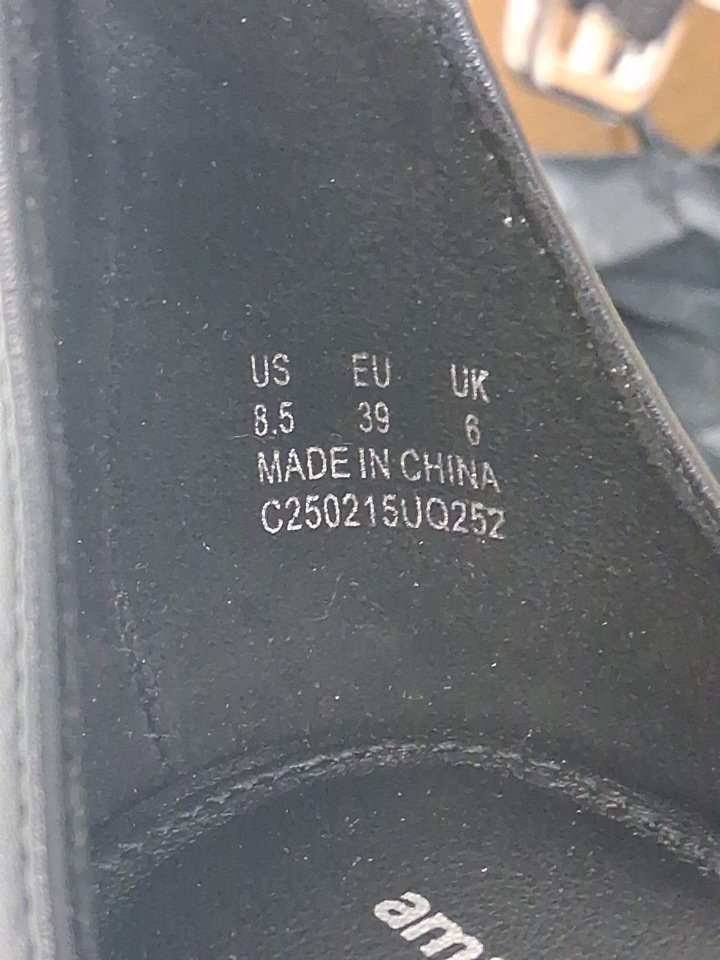 US EU UK
8.5 39 6
MADE IN CHINA
C250215UQ252